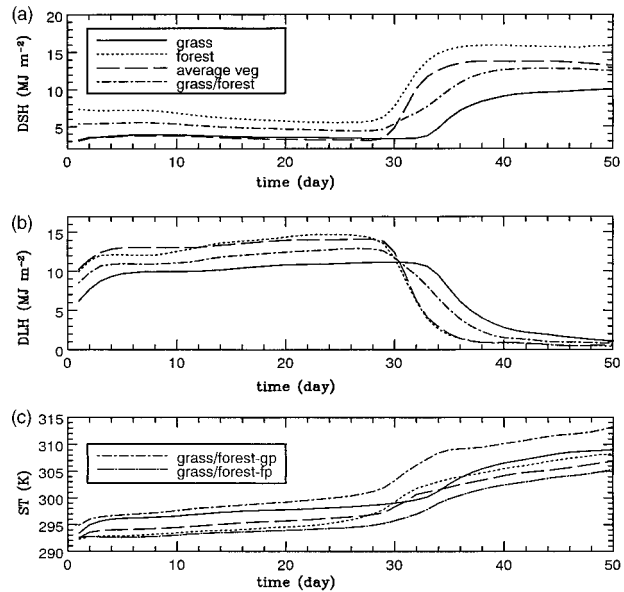 (a)
20
15
10
5
DSH (MJ m⁻²)
grass
forest
average veg
grass/forest
0 10 20 30 40 50
time (day)
(b)
15
10
5
0
DLH (MJ m⁻²)
0 10 20 30 40 50
time (day)
(c)
315
310
305
300
295
290
ST (K)
grass/forest-gp
grass/forest-fp
0 10 20 30 40 50
time (day)